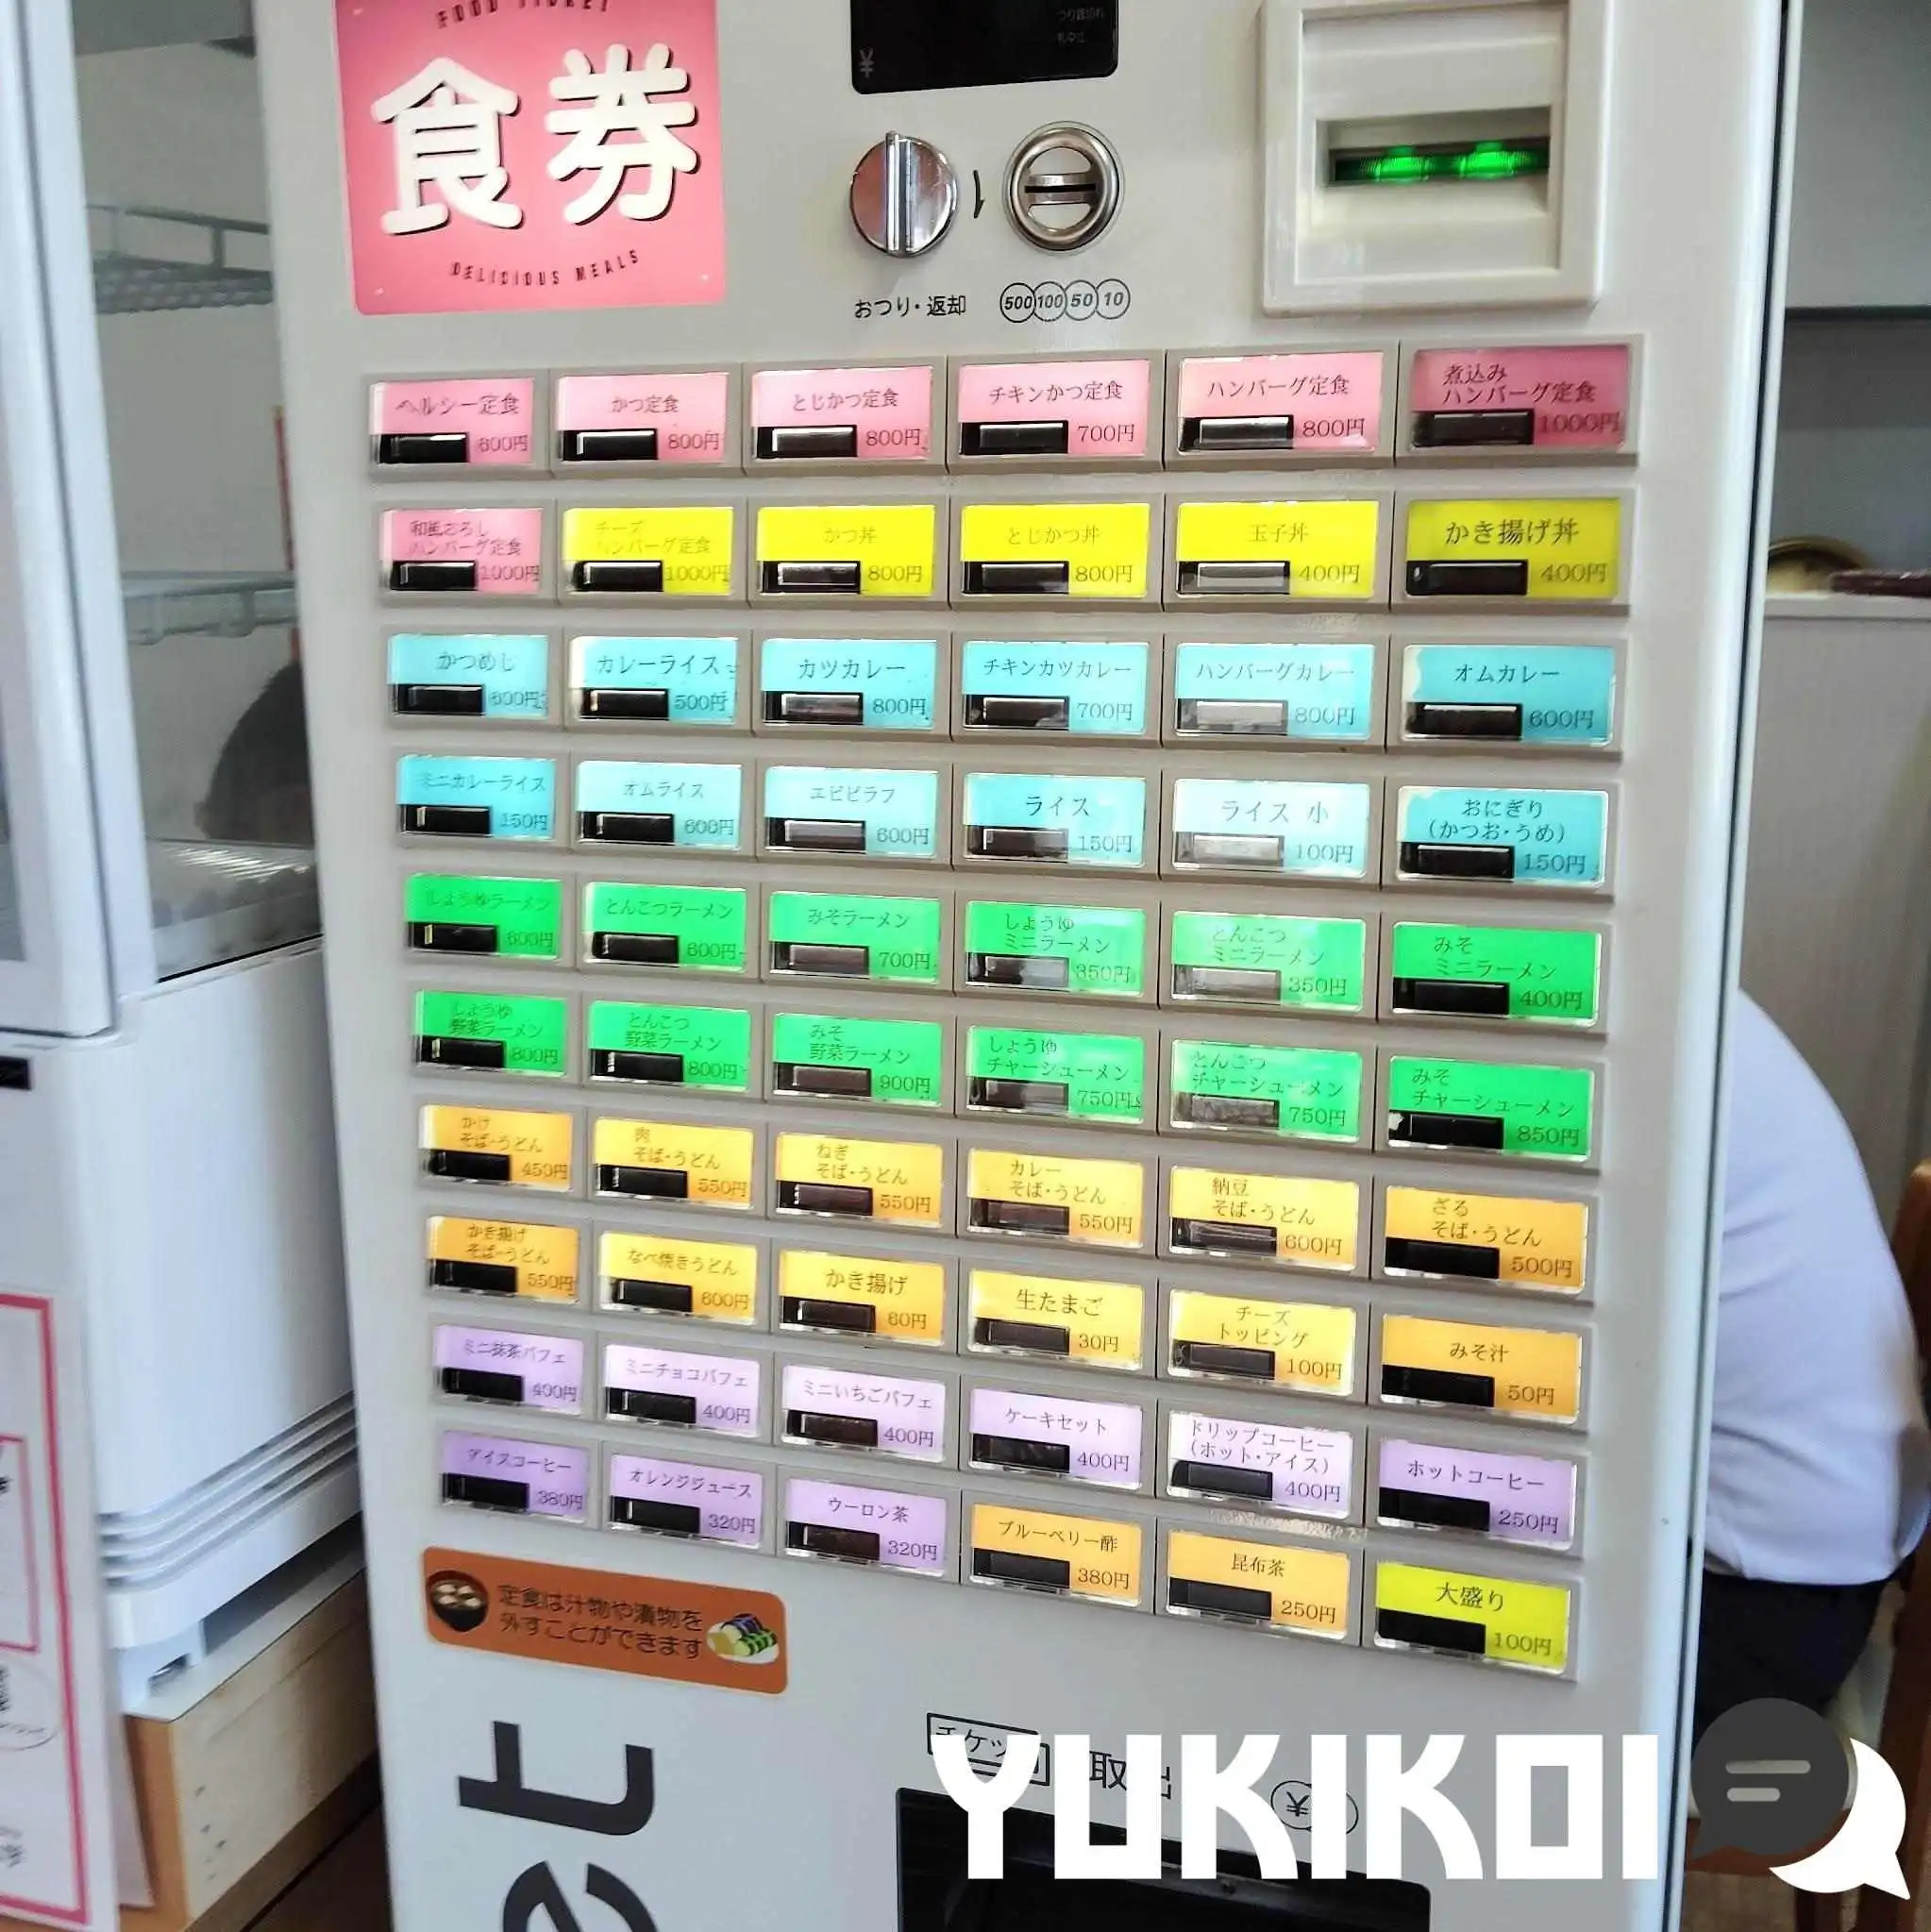 FOOD TICKET
食券
DELICIOUS MEALS
¥
おつり・返却
500 100 50 10
ヘルシー定食
600円
かつ定食
800円
とじかつ定食
800円
チキンかつ定食
700円
ハンバーグ定食
800円
煮込み
ハンバーグ定食
1000円
和風おろし
ハンバーグ定食
1000円
チーズ
ハンバーグ定食
1000円
かつ丼
800円
とじかつ丼
800円
玉子丼
400円
かき揚げ丼
400円
かつめし
600円
カレーライス
500円
カツカレー
800円
チキンカツカレー
700円
ハンバーグカレー
800円
オムカレー
600円
ミニカレーライス
150円
オムライス
600円
エビピラフ
600円
ライス
150円
ライス 小
100円
おにぎり
(かつお・うめ)
150円
しょうゆラーメン
600円
とんこつラーメン
600円
みそラーメン
700円
しょうゆ
ミニラーメン
350円
とんこつ
ミニラーメン
350円
みそ
ミニラーメン
400円
しょうゆ
野菜ラーメン
800円
とんこつ
野菜ラーメン
800円
みそ
野菜ラーメン
900円
しょうゆ
チャーシューメン
750円
とんこつ
チャーシューメン
750円
みそ
チャーシューメン
850円
かけ
そば・うどん
450円
肉
そば・うどん
550円
ねぎ
そば・うどん
550円
カレー
そば・うどん
550円
納豆
そば・うどん
600円
ざる
そば・うどん
500円
かき揚げ
そば・うどん
550円
なべ焼きうどん
600円
かき揚げ
60円
生たまご
30円
チーズ
トッピング
100円
みそ汁
50円
ミニ抹茶パフェ
400円
ミニチョコパフェ
400円
ミニいちごパフェ
400円
ケーキセット
400円
ドリップコーヒー
(ホット・アイス)
400円
ホットコーヒー
250円
アイスコーヒー
380円
オレンジジュース
320円
ウーロン茶
320円
ブルーベリー酢
380円
昆布茶
250円
大盛り
100円
定食は汁物や漬物を
外すことができます
et
チケット
取出
¥
YUKIKOI